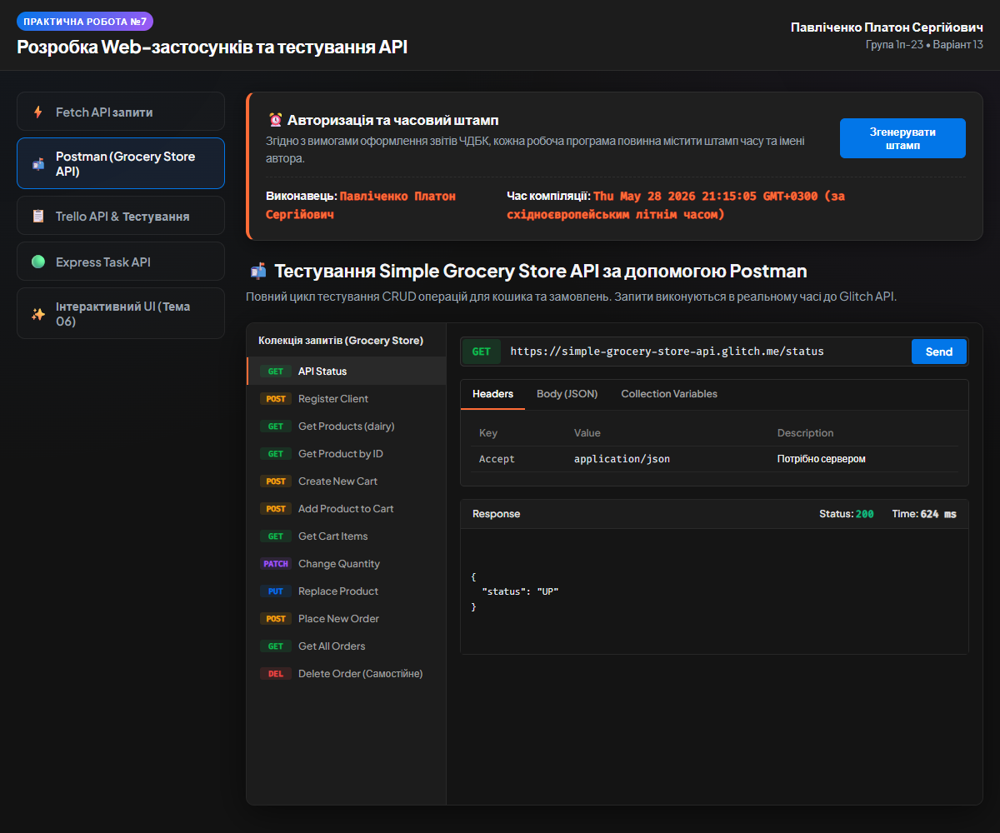 ПРАКТИЧНА РОБОТА №7
Розробка Web-застосунків та тестування API
Павліченко Платон Сергійович
Група 1п-23 • Варіант 13
Fetch API запити
Postman (Grocery Store
API)
Trello API & Тестування
Express Task API
Інтерактивний UI (Тема
06)
Авторизація та часовий штамп
Згідно з вимогами оформлення звітів ЧДБК, кожна робоча програма повинна містити штамп часу та імені
автора.
Згенерувати
штамп
Виконавець: Павліченко Платон
Сергійович
Час компіляції: Thu May 28 2026 21:15:05 GMT+0300 (за
східноєвропейським літнім часом)
Тестування Simple Grocery Store API за допомогою Postman
Повний цикл тестування CRUD операцій для кошика та замовлень. Запити виконуються в реальному часі до Glitch API.
Колекція запитів (Grocery Store)
GET API Status
POST Register Client
GET Get Products (dairy)
GET Get Product by ID
POST Create New Cart
POST Add Product to Cart
GET Get Cart Items
PATCH Change Quantity
PUT Replace Product
POST Place New Order
GET Get All Orders
DEL Delete Order (Самостійне)
GET https://simple-grocery-store-api.glitch.me/status Send
Headers Body (JSON) Collection Variables
Key Value Description
Accept application/json Потрібно сервером
Response Status: 200 Time: 624 ms
{
"status": "UP"
}